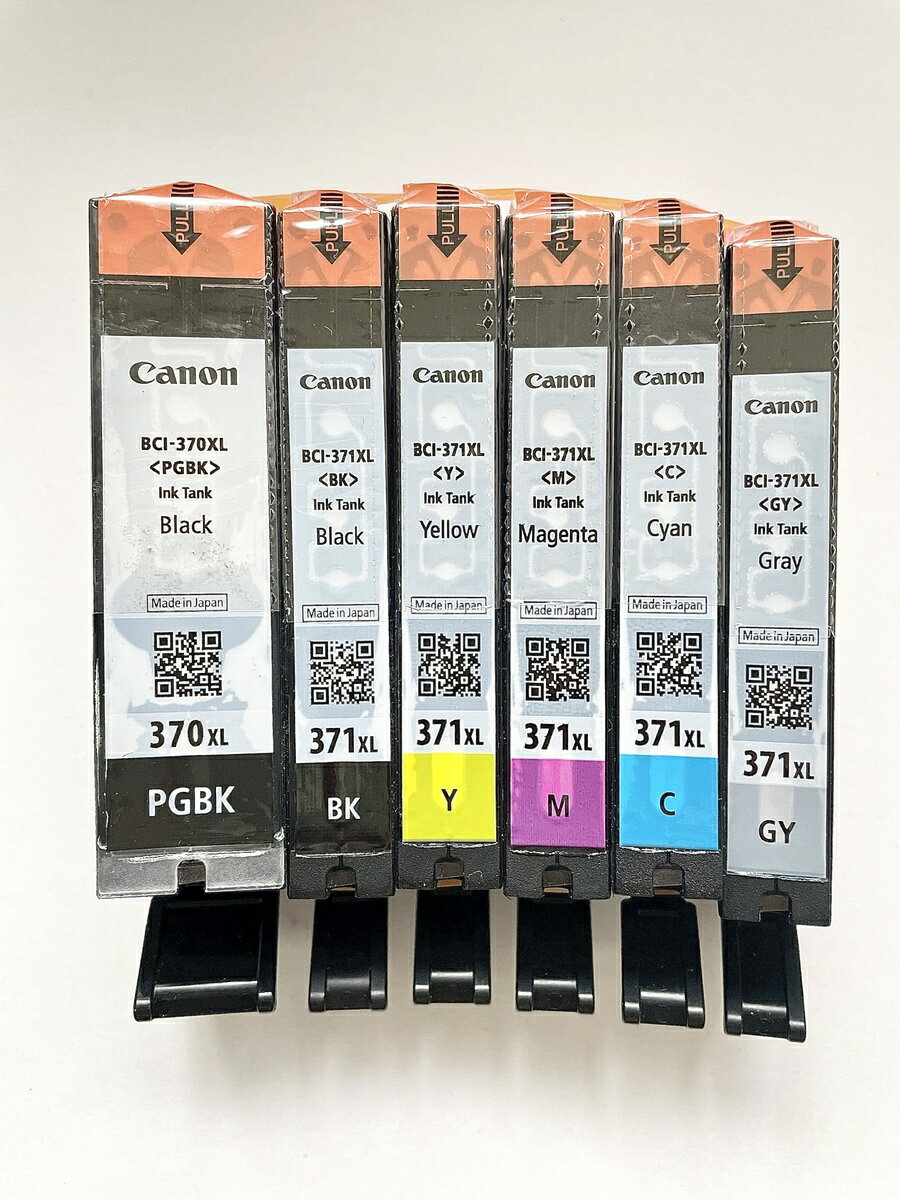 PULL
Canon
BCI-370XL
<PGBK>
Ink Tank
Black
Made in Japan
370XL
PGBK
PULL
Canon
BCI-371XL
<BK>
Ink Tank
Black
Made in Japan
371XL
BK
PULL
Canon
BCI-371XL
<Y>
Ink Tank
Yellow
Made in Japan
371XL
Y
PULL
Canon
BCI-371XL
<M>
Ink Tank
Magenta
Made in Japan
371XL
M
PULL
Canon
BCI-371XL
<C>
Ink Tank
Cyan
Made in Japan
371XL
C
PULL
Canon
BCI-371XL
<GY>
Ink Tank
Gray
Made in Japan
371XL
GY